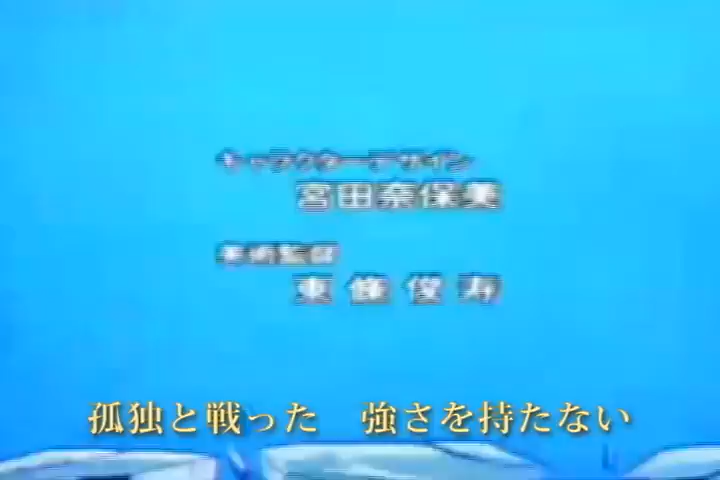 キャラクターデザイン
宮田奈保美
美術監督
東條俊寿
孤独と戦った　強さを持たない